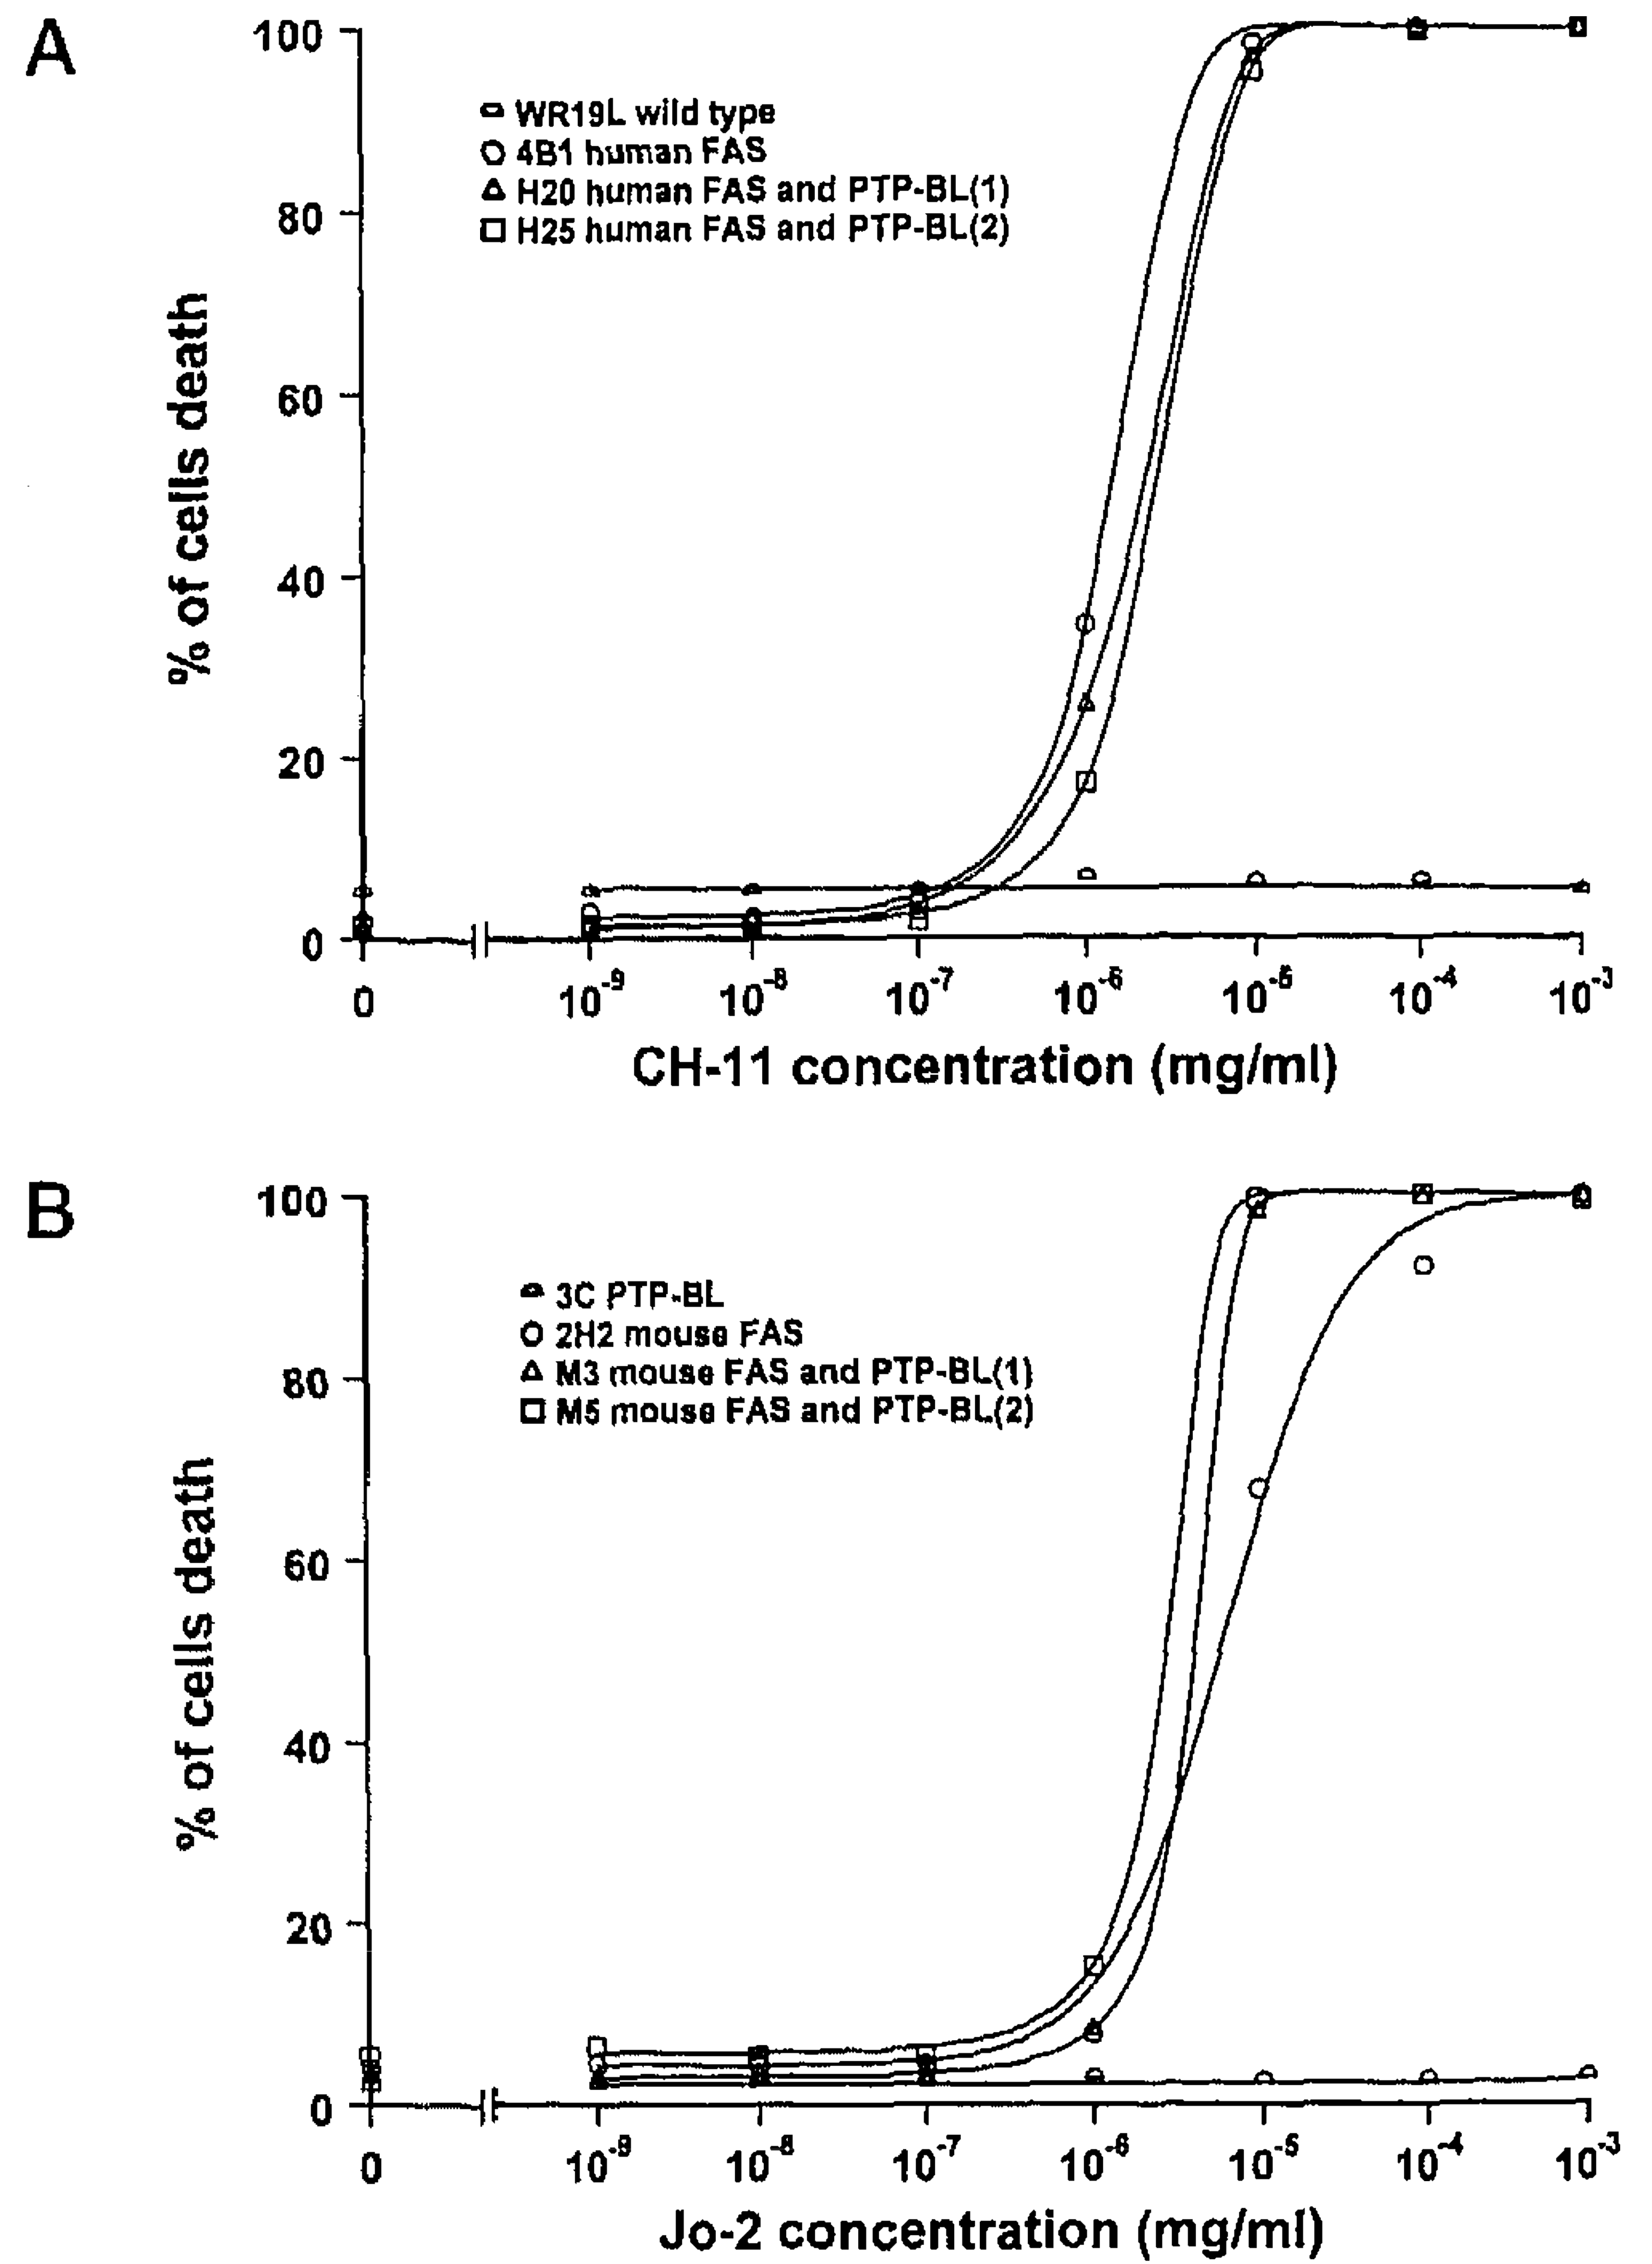 A
100
80
60
40
20
0
% of cells death
WR19L wild type
4B1 human FAS
H20 human FAS and PTP-BL(1)
H25 human FAS and PTP-BL(2)
0 10⁻⁹ 10⁻⁸ 10⁻⁷ 10⁻⁶ 10⁻⁵ 10⁻⁴ 10⁻³
CH-11 concentration (mg/ml)
B
100
80
60
40
20
0
% of cells death
3C PTP-BL
2H2 mouse FAS
M3 mouse FAS and PTP-BL(1)
M5 mouse FAS and PTP-BL(2)
0 10⁻⁹ 10⁻⁸ 10⁻⁷ 10⁻⁶ 10⁻⁵ 10⁻⁴ 10⁻³
Jo-2 concentration (mg/ml)